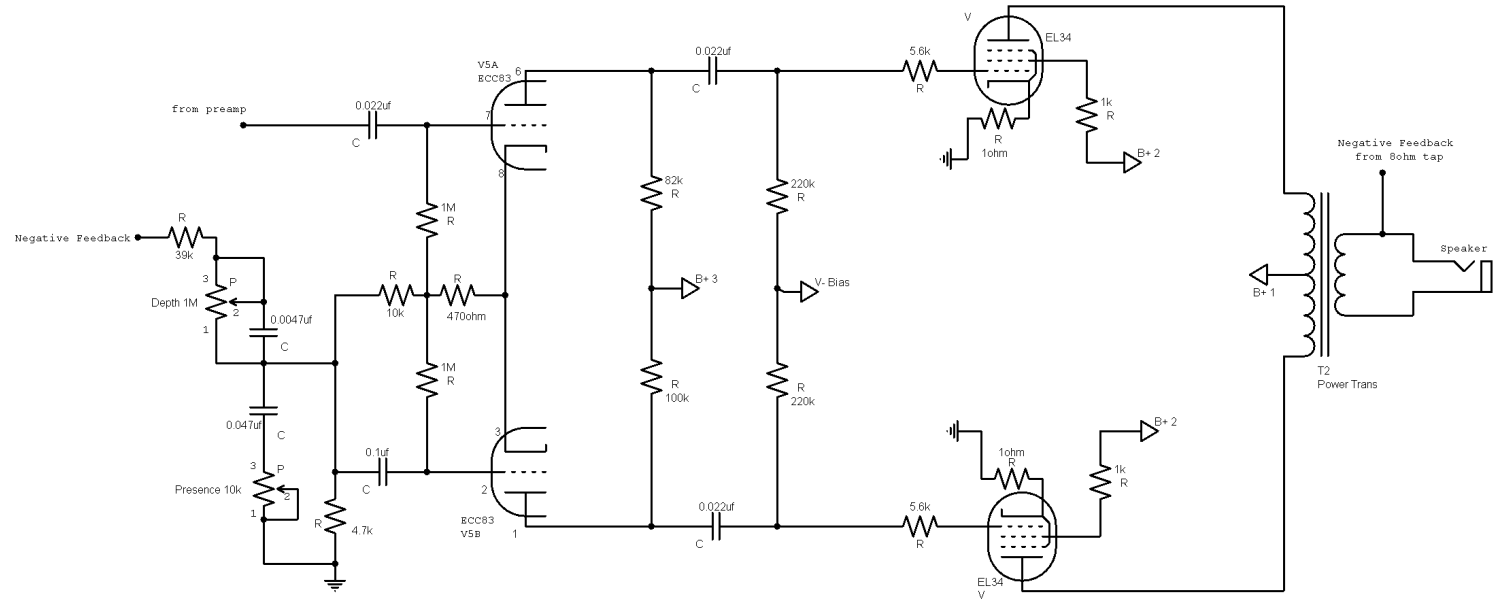 V
EL34
V5A
ECC83
6
0.022uf
C
5.6k
R
from preamp
0.022uf
C
7
8
1k
R
R
1ohm
B+ 2
Negative Feedback
from 8ohm tap
82k
R
220k
R
1M
R
R
39k
Negative Feedback
3
P
Depth 1M
2
1
0.0047uf
C
R
10k
R
470ohm
B+ 3
V- Bias
B+ 1
Speaker
T2
Power Trans
1M
R
R
100k
R
220k
0.047uf
C
3
0.1uf
C
2
3
P
Presence 10k
2
1
R
4.7k
ECC83
V5B
1
0.022uf
C
5.6k
R
1ohm
R
B+ 2
1k
R
EL34
V